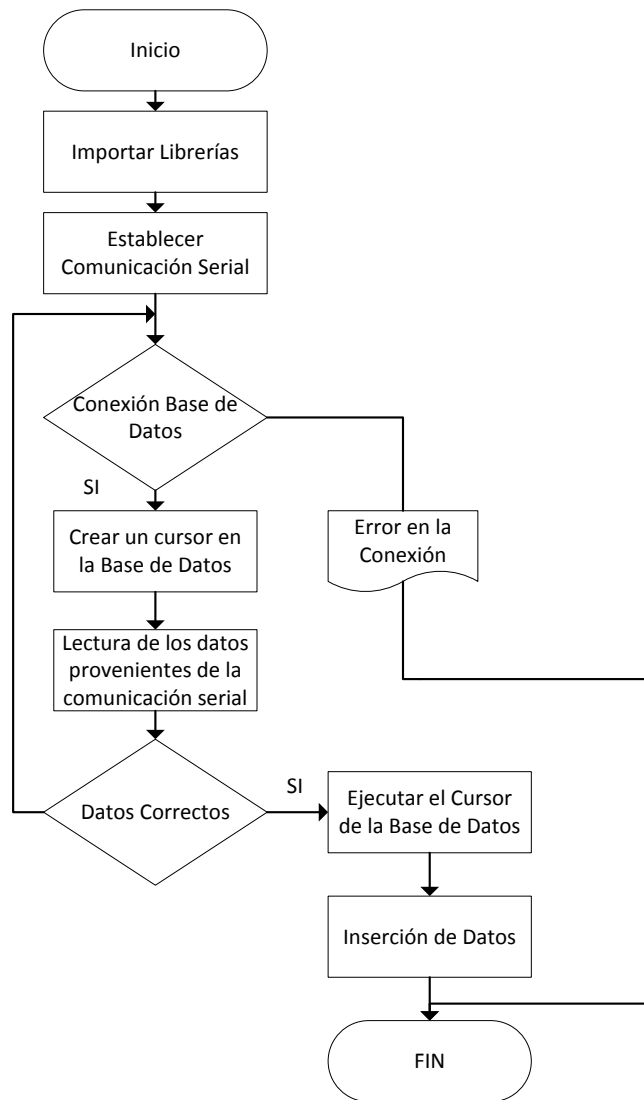 Inicio
Importar Librerías
Establecer
Comunicación Serial
Conexión Base de
Datos
SI
Crear un cursor en
la Base de Datos
Error en la
Conexión
Lectura de los datos
provenientes de la
comunicación serial
Datos Correctos
SI
Ejecutar el Cursor
de la Base de Datos
Inserción de Datos
FIN